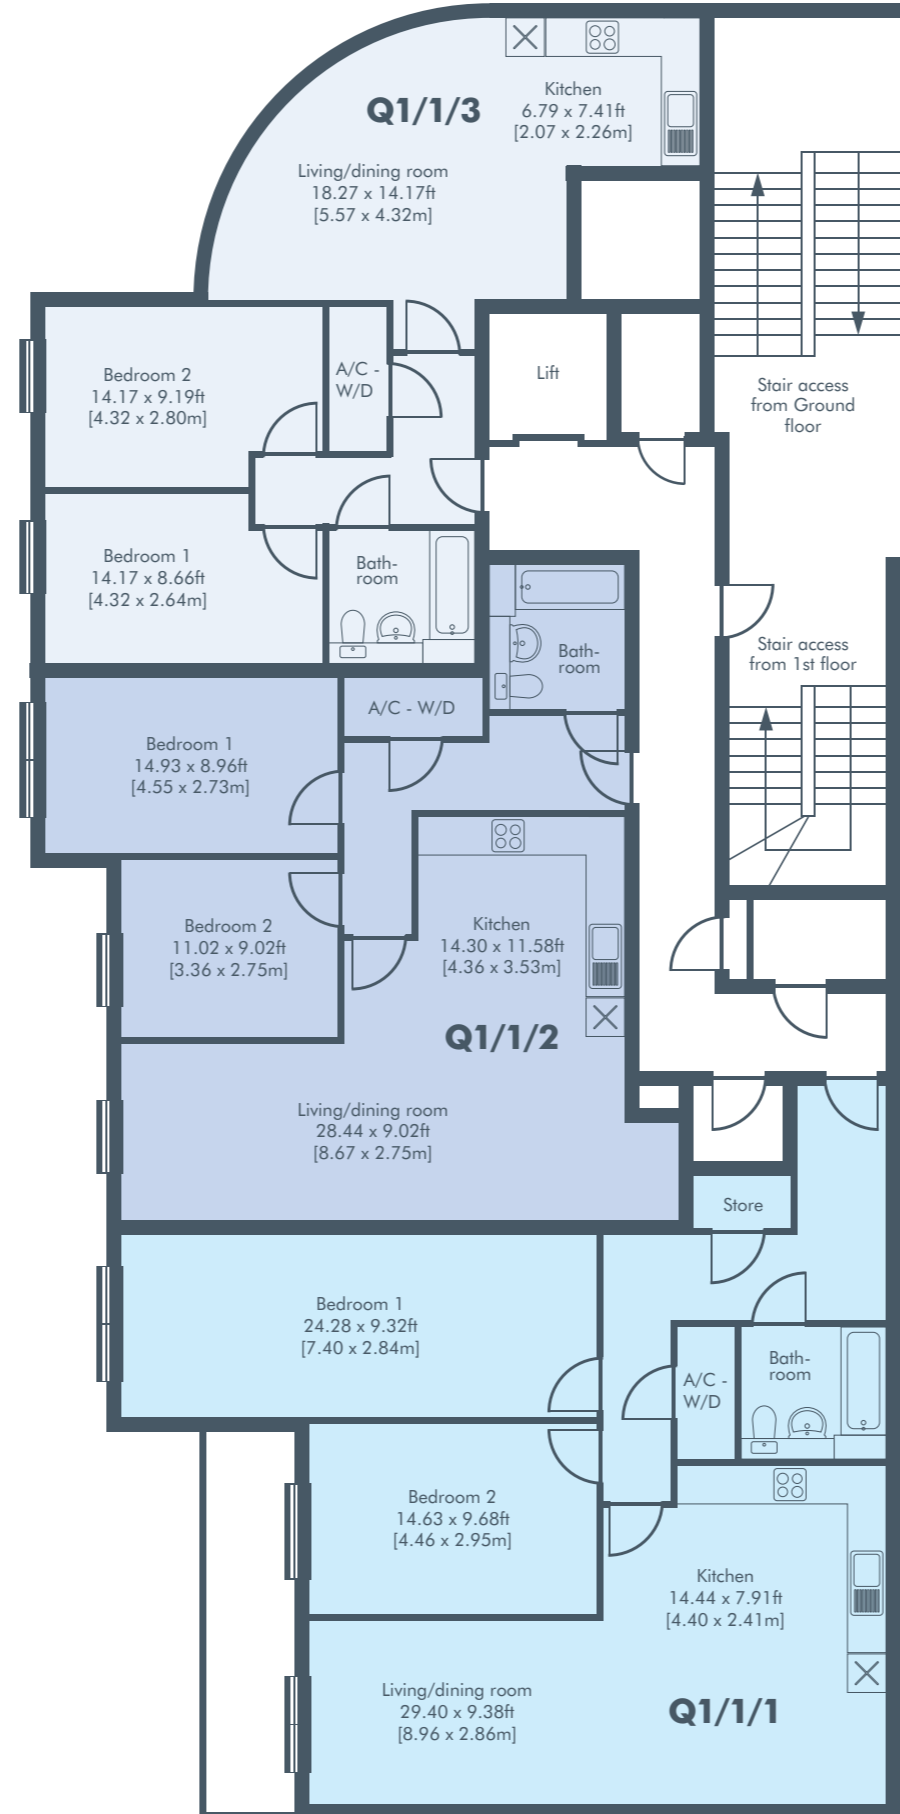 Q1/1/3
Kitchen
6.79 x 7.41ft
[2.07 x 2.26m]
Living/dining room
18.27 x 14.17ft
[5.57 x 4.32m]
Bedroom 2
14.17 x 9.19ft
[4.32 x 2.80m]
A/C -
W/D
Lift
Stair access
from Ground
floor
Bedroom 1
14.17 x 8.66ft
[4.32 x 2.64m]
Bath-
room
Bath-
room
Stair access
from 1st floor
A/C - W/D
Bedroom 1
14.93 x 8.96ft
[4.55 x 2.73m]
Bedroom 2
11.02 x 9.02ft
[3.36 x 2.75m]
Kitchen
14.30 x 11.58ft
[4.36 x 3.53m]
Q1/1/2
Living/dining room
28.44 x 9.02ft
[8.67 x 2.75m]
Store
Bedroom 1
24.28 x 9.32ft
[7.40 x 2.84m]
A/C -
W/D
Bath-
room
Bedroom 2
14.63 x 9.68ft
[4.46 x 2.95m]
Kitchen
14.44 x 7.91ft
[4.40 x 2.41m]
Living/dining room
29.40 x 9.38ft
[8.96 x 2.86m]
Q1/1/1